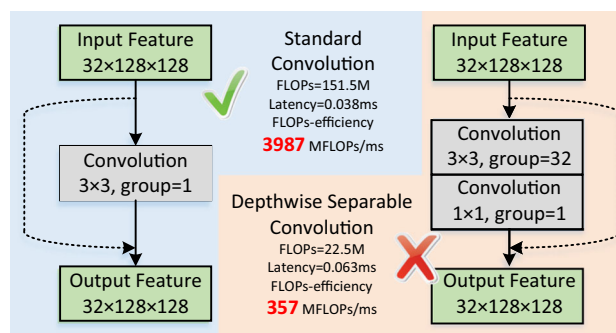 Input Feature
32×128×128
Convolution
3×3, group=1
Output Feature
32×128×128
Standard
Convolution
FLOPs=151.5M
Latency=0.038ms
FLOPs-efficiency
3987 MFLOPs/ms
Depthwise Separable
Convolution
FLOPs=22.5M
Latency=0.063ms
FLOPs-efficiency
357 MFLOPs/ms
Input Feature
32×128×128
Convolution
3×3, group=32
Convolution
1×1, group=1
Output Feature
32×128×128